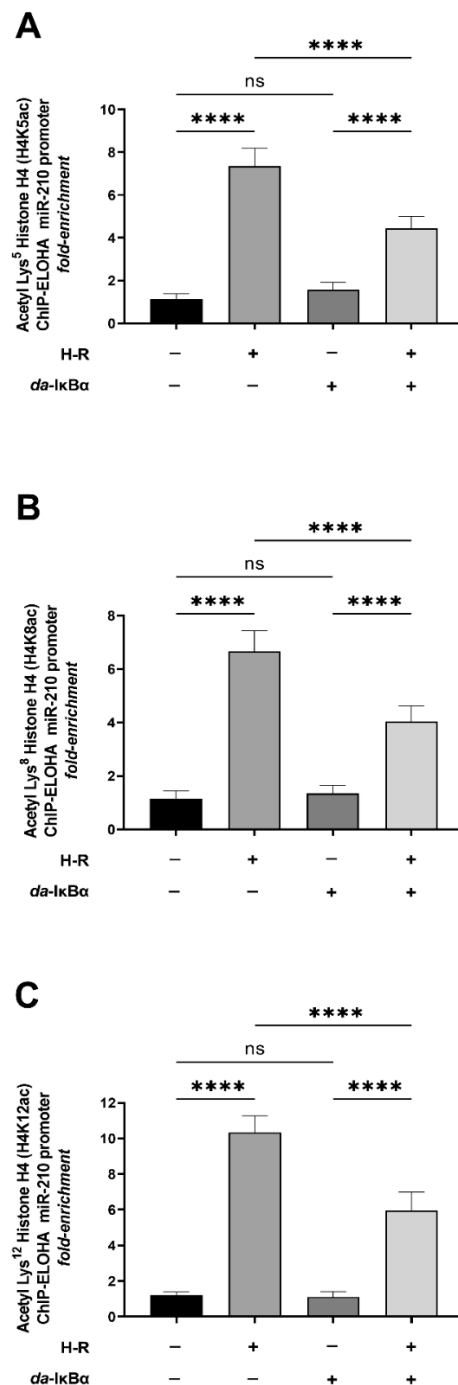 A
****
ns
**** ****
Acetyl Lys⁵ Histone H4 (H4K5ac)
ChIP-ELOHA miR-210 promoter
fold-enrichment
10
8
6
4
2
0
H-R – + – +
da-IκBα – – + +
B
****
ns
**** ****
Acetyl Lys⁸ Histone H4 (H4K8ac)
ChIP-ELOHA miR-210 promoter
fold-enrichment
8
6
4
2
0
H-R – + – +
da-IκBα – – + +
C
****
ns
**** ****
Acetyl Lys¹² Histone H4 (H4K12ac)
ChIP-ELOHA miR-210 promoter
fold-enrichment
12
10
8
6
4
2
0
H-R – + – +
da-IκBα – – + +